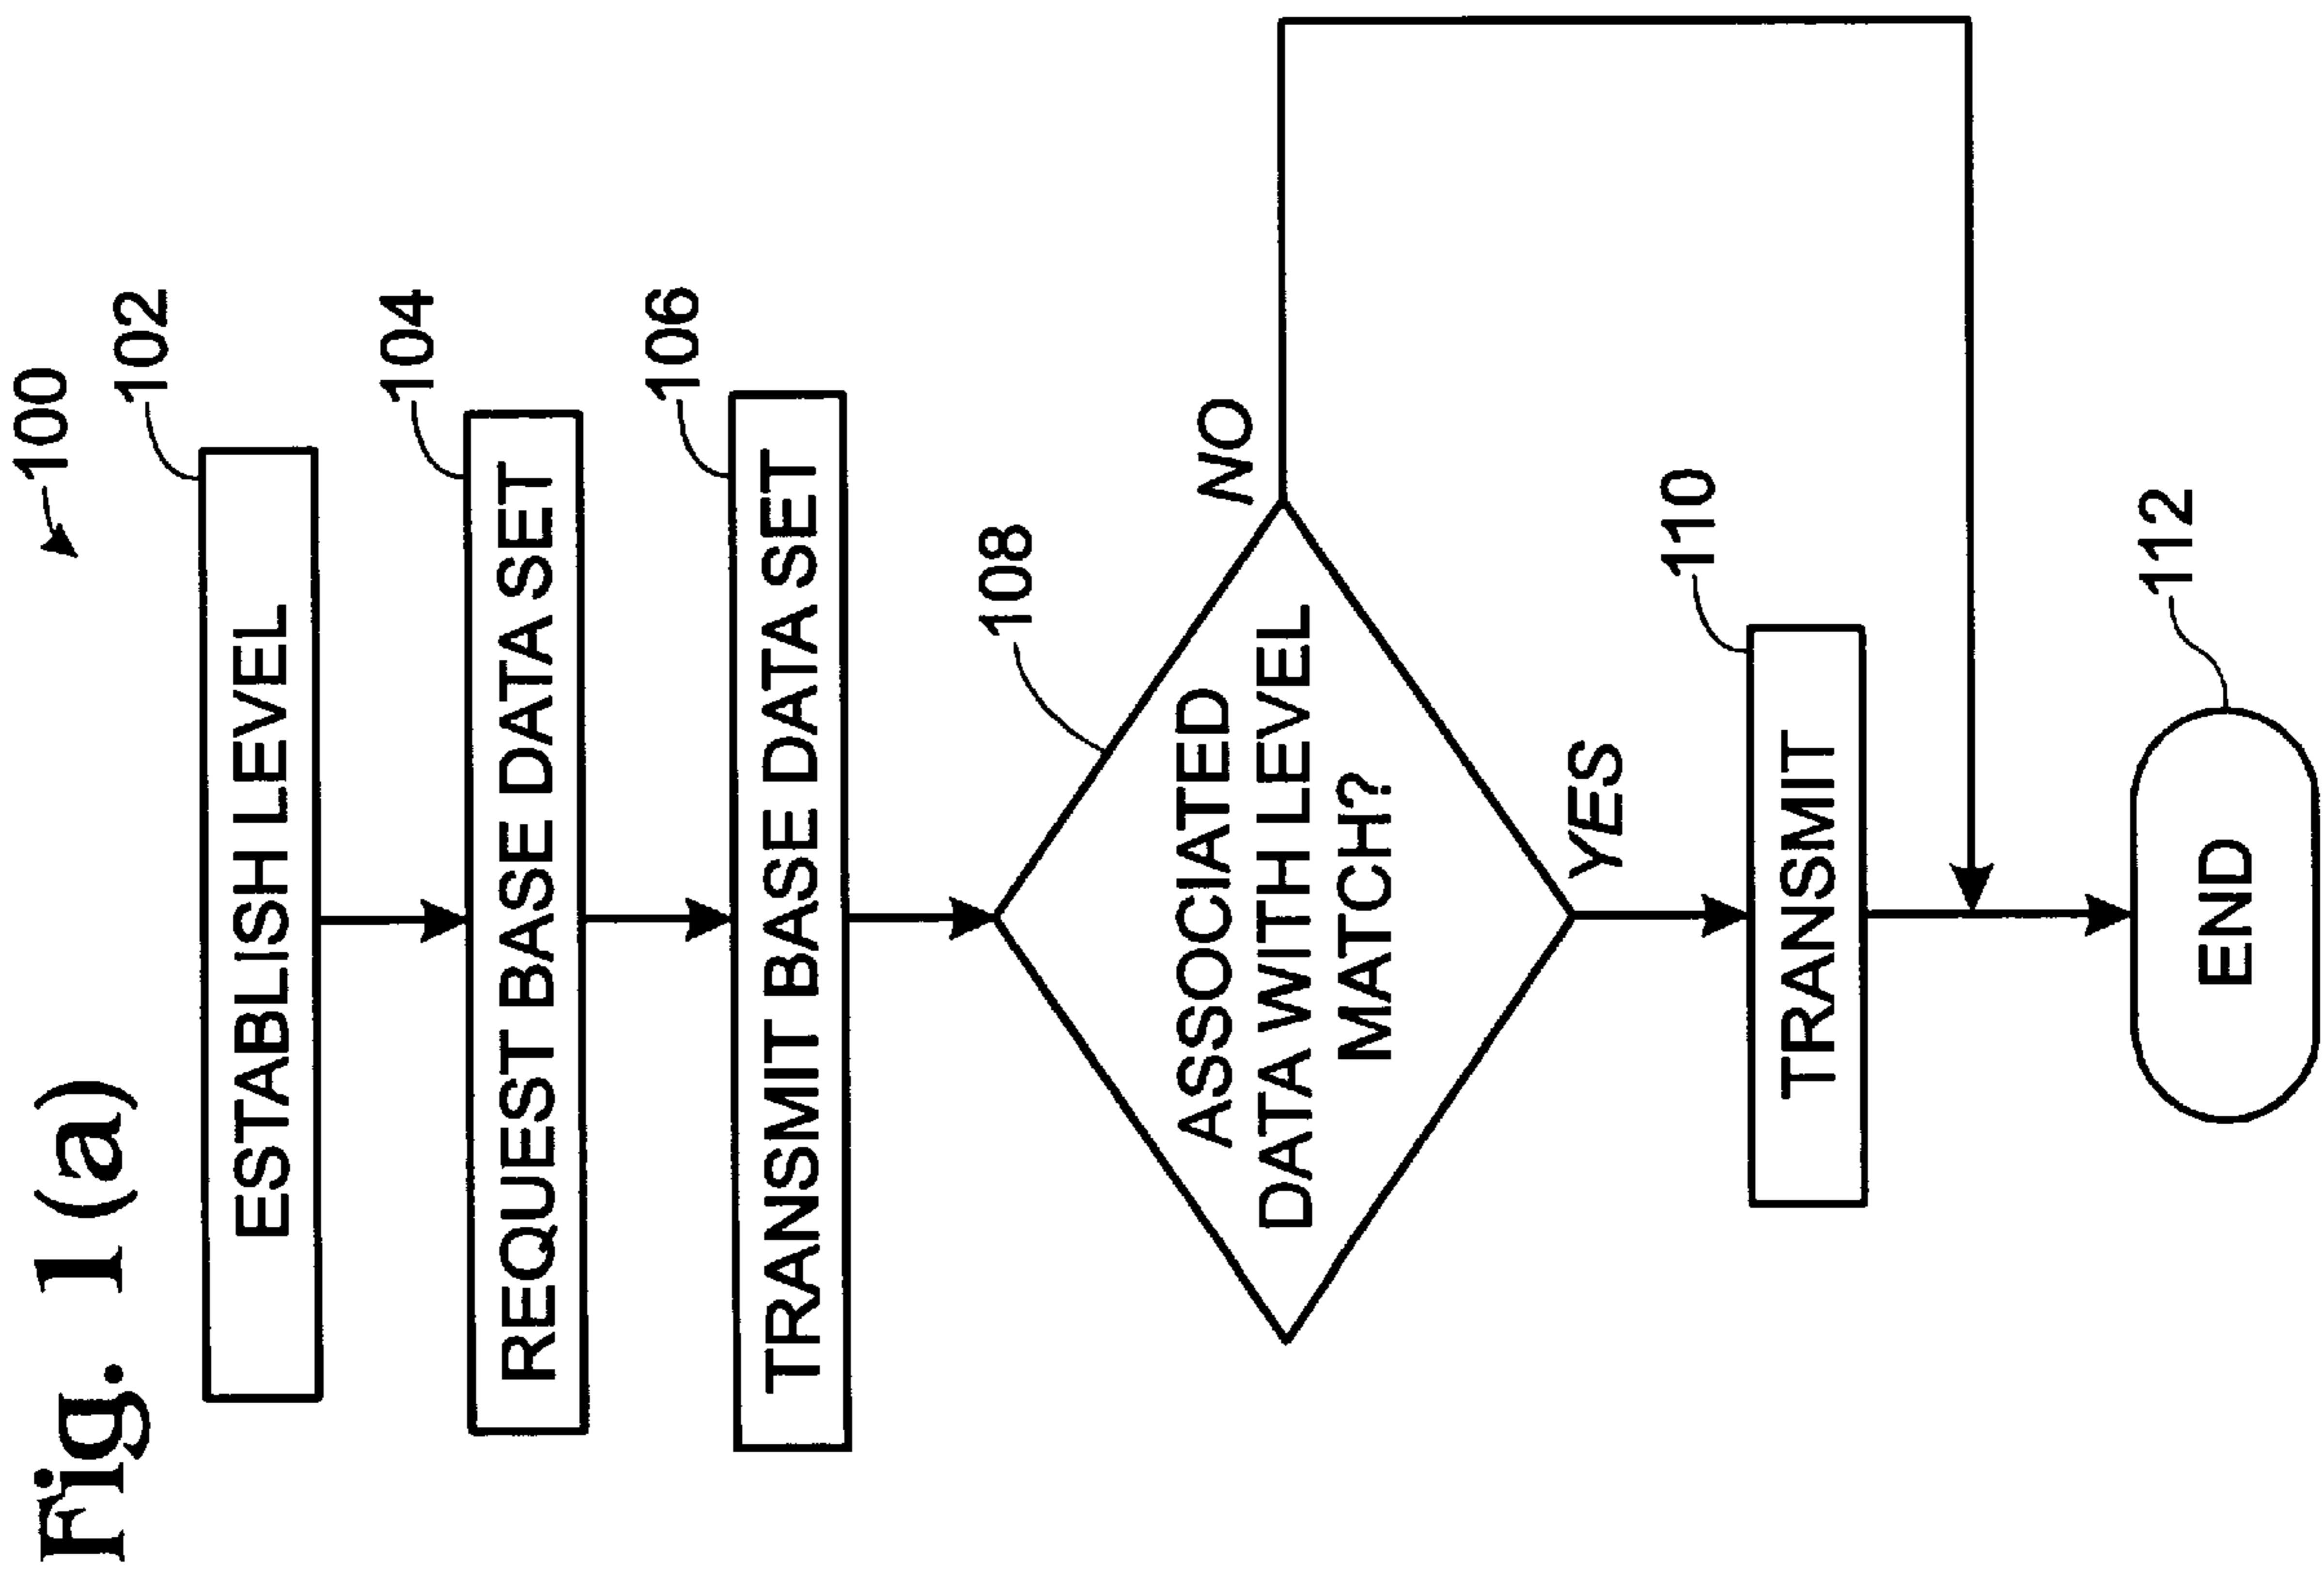 Fig. 1(a)
100
102
ESTABLISH LEVEL
104
REQUEST BASE DATA SET
106
TRANSMIT BASE DATA SET
108
ASSOCIATED
DATA WITH LEVEL
MATCH?
NO
YES
110
TRANSMIT
112
END